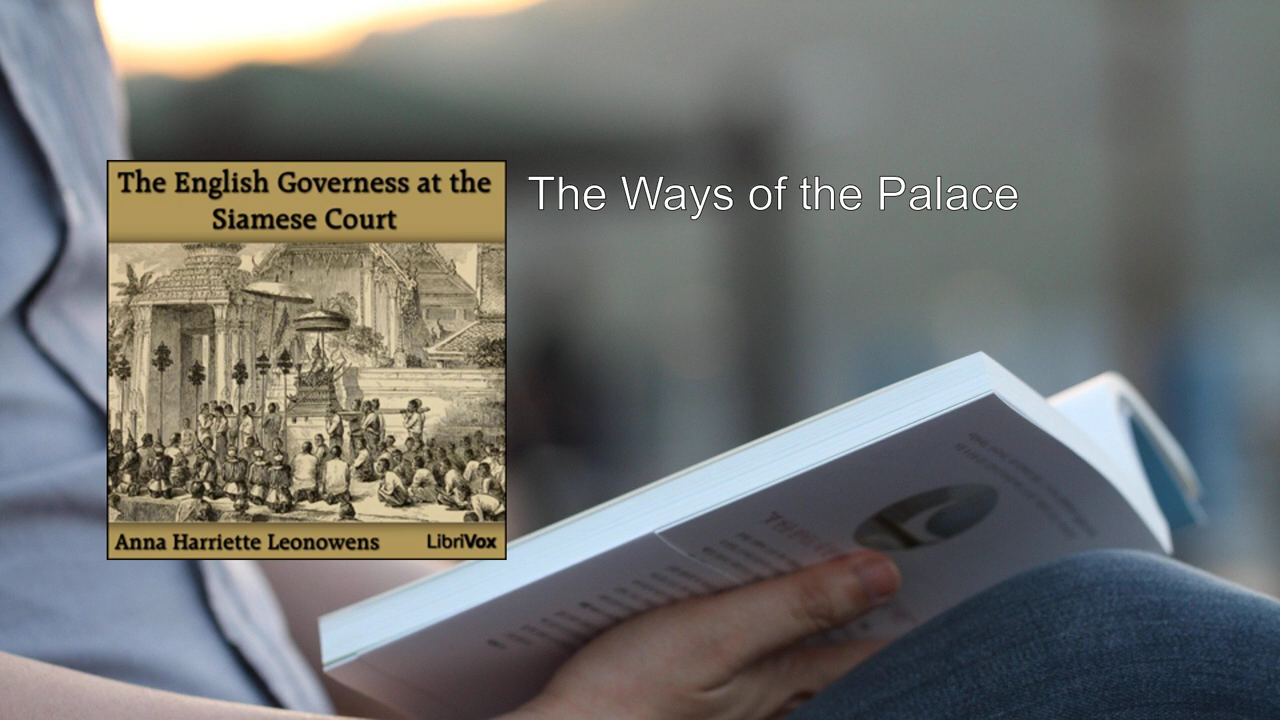 The English Governess at the
Siamese Court
The Ways of the Palace
Anna Harriette Leonowens
LibriVox